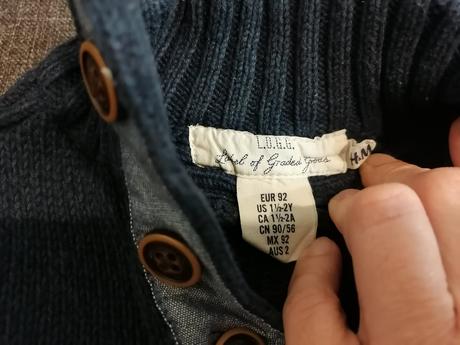 L.O.G.G.
Label of Graded Goods
H&M
EUR 92
US 1½-2Y
CA 1½-2A
CN 90/56
MX 92
AUS 2